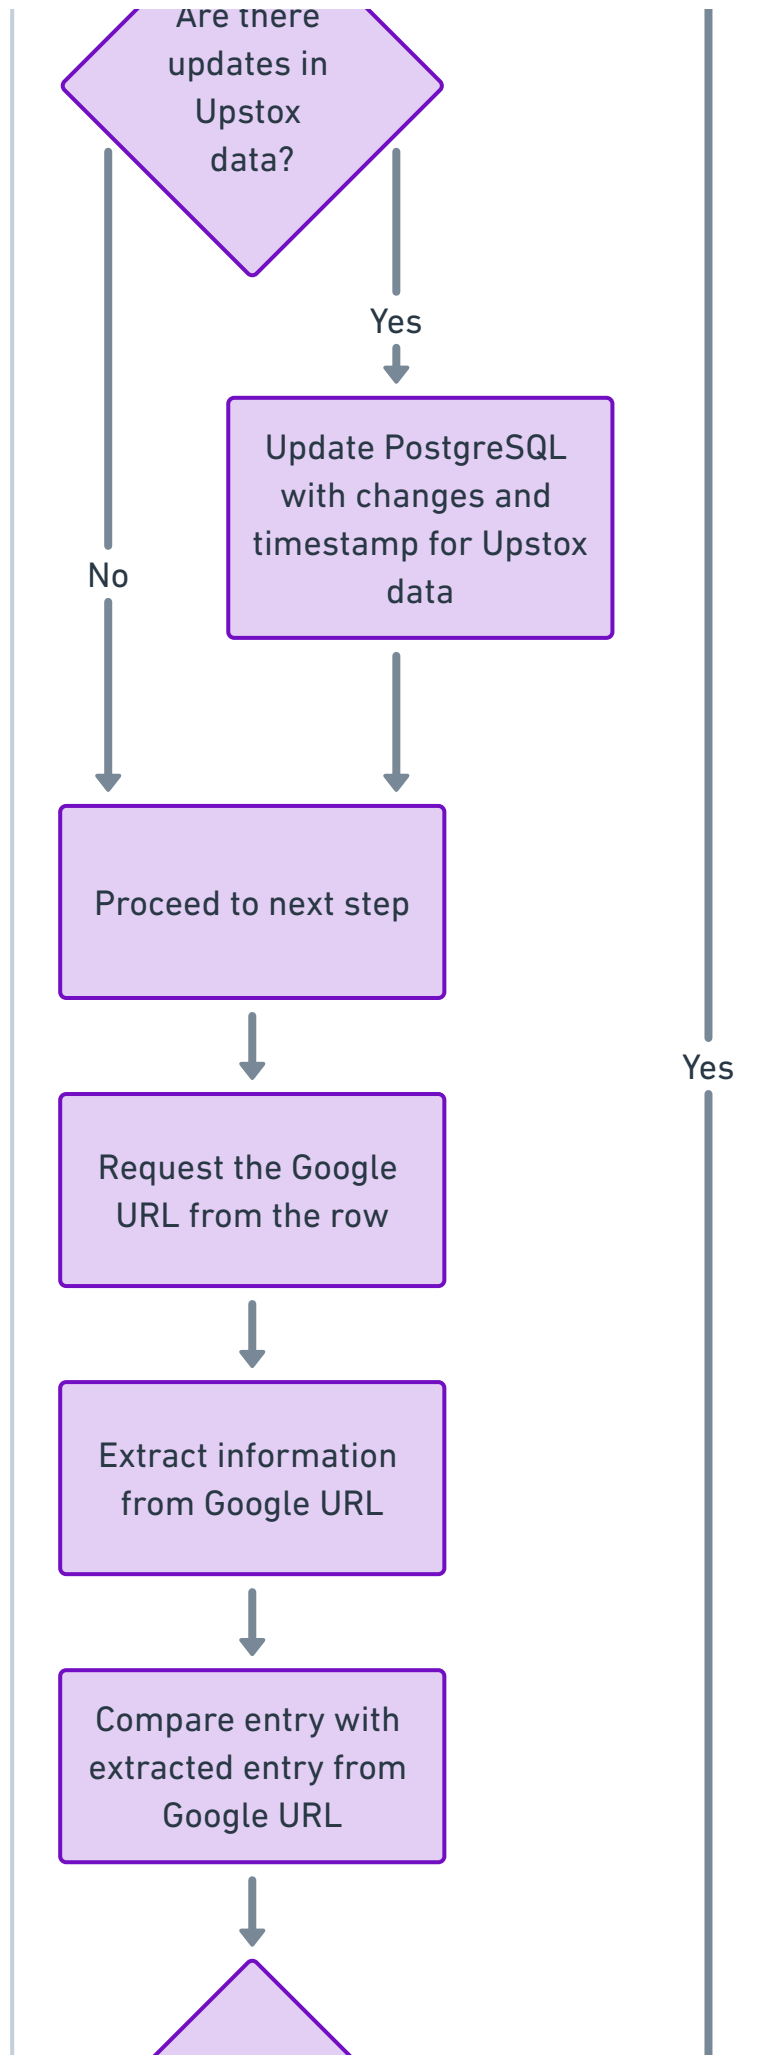 Are there
updates in
Upstox
data?
Yes
Update PostgreSQL
with changes and
timestamp for Upstox
data
No
Proceed to next step
Yes
Request the Google
URL from the row
Extract information
from Google URL
Compare entry with
extracted entry from
Google URL